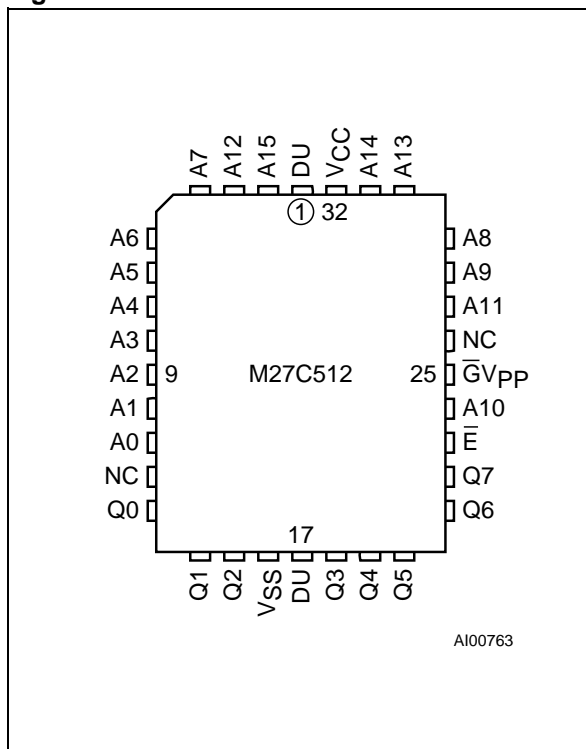 A7 A12 A15 DU VCC A14 A13
① 32
A6 A8
A5 A9
A4 A11
A3 NC
A2 9 M27C512 25 G̅VPP
A1 A10
A0 E̅
NC Q7
Q0 Q6
17
Q1 Q2 VSS DU Q3 Q4 Q5
AI00763